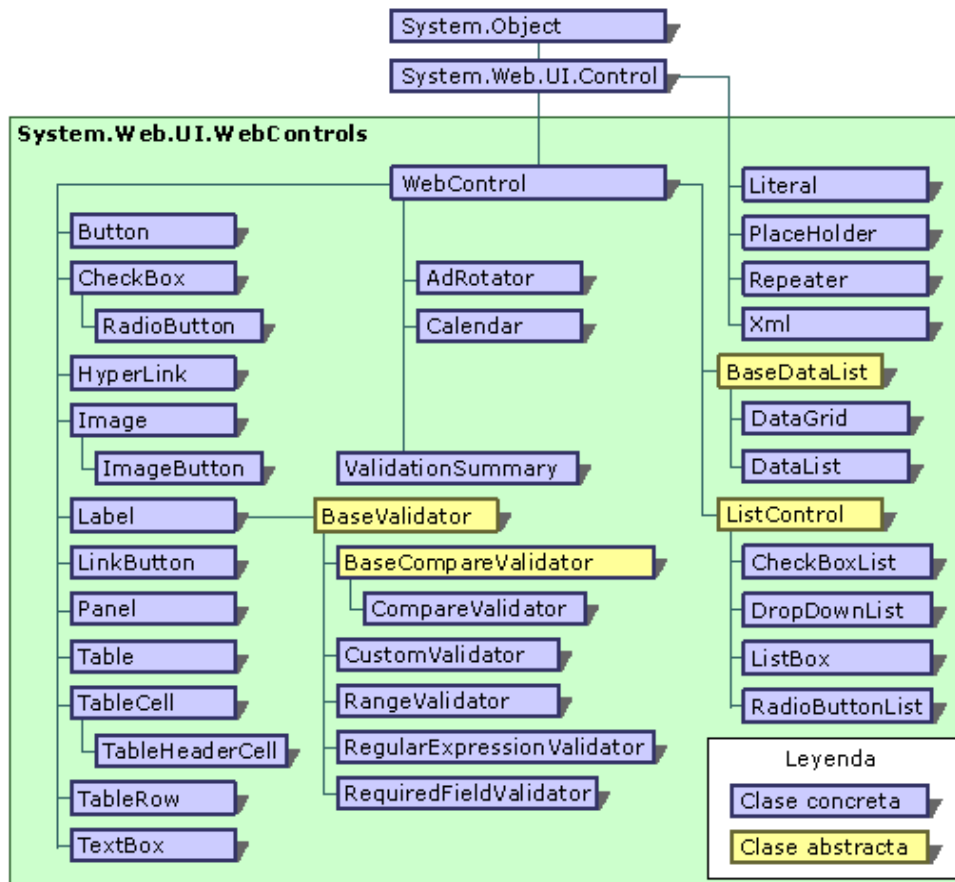 System.Object
System.Web.UI.Control
System.Web.UI.WebControls
WebControl
Button
CheckBox
RadioButton
HyperLink
Image
ImageButton
Label
LinkButton
Panel
Table
TableCell
TableHeaderCell
TableRow
TextBox
AdRotator
Calendar
ValidationSummary
BaseValidator
BaseCompareValidator
CompareValidator
CustomValidator
RangeValidator
RegularExpressionValidator
RequiredFieldValidator
Literal
PlaceHolder
Repeater
Xml
BaseDataList
DataGrid
DataList
ListControl
CheckBoxList
DropDownList
ListBox
RadioButtonList
Leyenda
Clase concreta
Clase abstracta